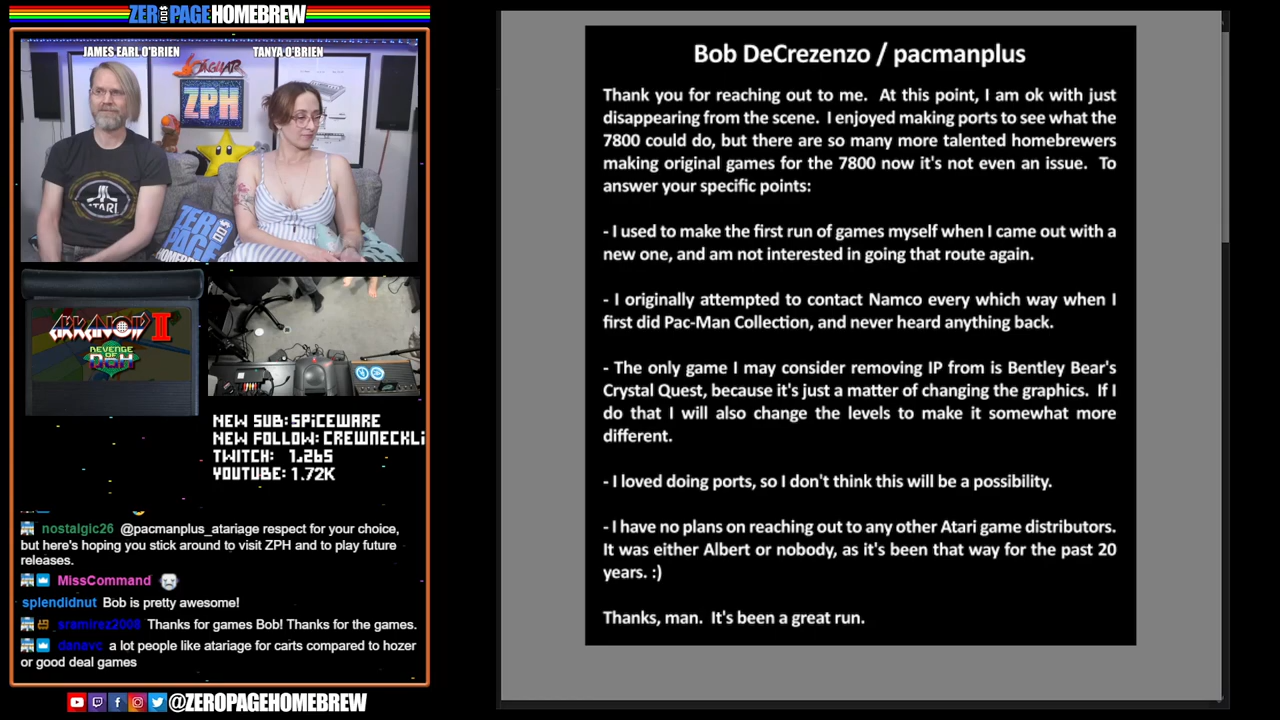 ZER PAGE HOMEBREW
JAMES EARL O'BRIEN
TANYA O'BRIEN
JAGUAR
ZPH
ATARI
ZERO
PAGE
ARKANOID II
REVENGE
OF
DOH
NEW SUB: SPICEWARE
NEW FOLLOW: CREWNECKLI
TWITCH: 1,265
YOUTUBE: 1.72K
nostalgic26 @pacmanplus_atariage respect for your choice,
but here's hoping you stick around to visit ZPH and to play future
releases.
MissCommand
splendidnut Bob is pretty awesome!
sramirez2008 Thanks for games Bob! Thanks for the games.
danavc a lot people like atariage for carts compared to hozer
or good deal games
@ZEROPAGEHOMEBREW
Bob DeCrezenzo / pacmanplus
Thank you for reaching out to me. At this point, I am ok with just
disappearing from the scene. I enjoyed making ports to see what the
7800 could do, but there are so many more talented homebrewers
making original games for the 7800 now it's not even an issue. To
answer your specific points:
- I used to make the first run of games myself when I came out with a
new one, and am not interested in going that route again.
- I originally attempted to contact Namco every which way when I
first did Pac-Man Collection, and never heard anything back.
- The only game I may consider removing IP from is Bentley Bear's
Crystal Quest, because it's just a matter of changing the graphics. If I
do that I will also change the levels to make it somewhat more
different.
- I loved doing ports, so I don't think this will be a possibility.
- I have no plans on reaching out to any other Atari game distributors.
It was either Albert or nobody, as it's been that way for the past 20
years. :)
Thanks, man. It's been a great run.